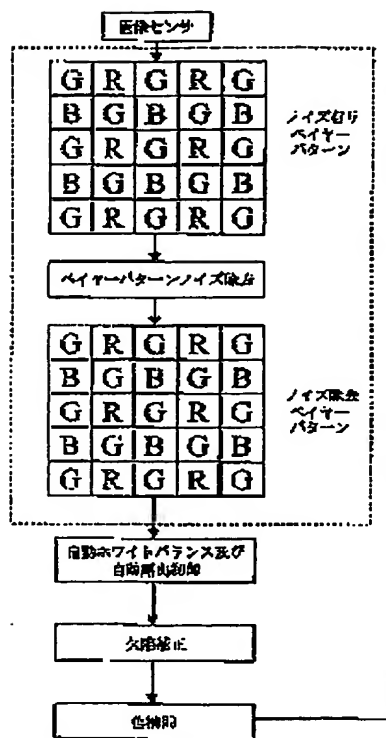 画像センサ
G R G R G
B G B G B
G R G R G
B G B G B
G R G R G
ノイズ有り
ベイヤー
パターン
ベイヤーパターンノイズ除去
G R G R G
B G B G B
G R G R G
B G B G B
G R G R G
ノイズ除去
ベイヤー
パターン
自動ホワイトバランス及び
自動露出制御
欠陥補正
色補間